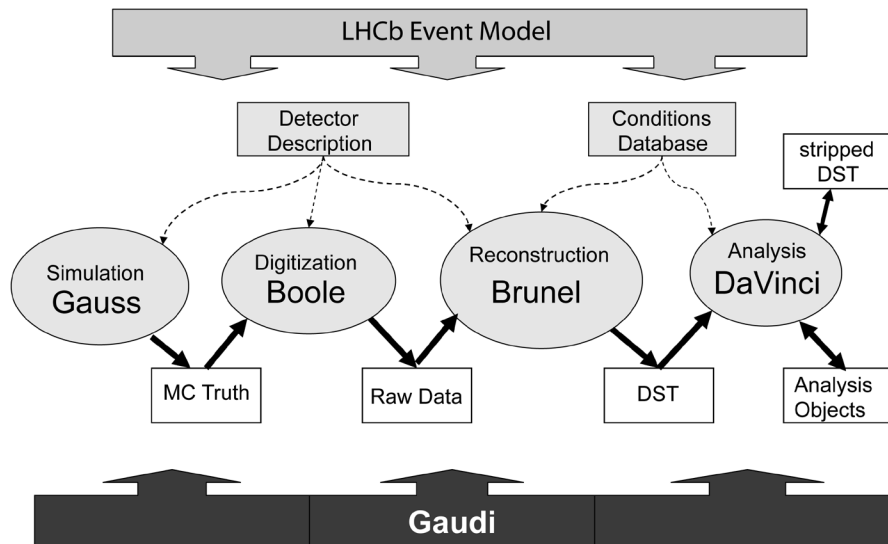 LHCb Event Model
Detector
Description
Conditions
Database
stripped
DST
Simulation
Gauss
Digitization
Boole
Reconstruction
Brunel
Analysis
DaVinci
MC Truth
Raw Data
DST
Analysis
Objects
Gaudi